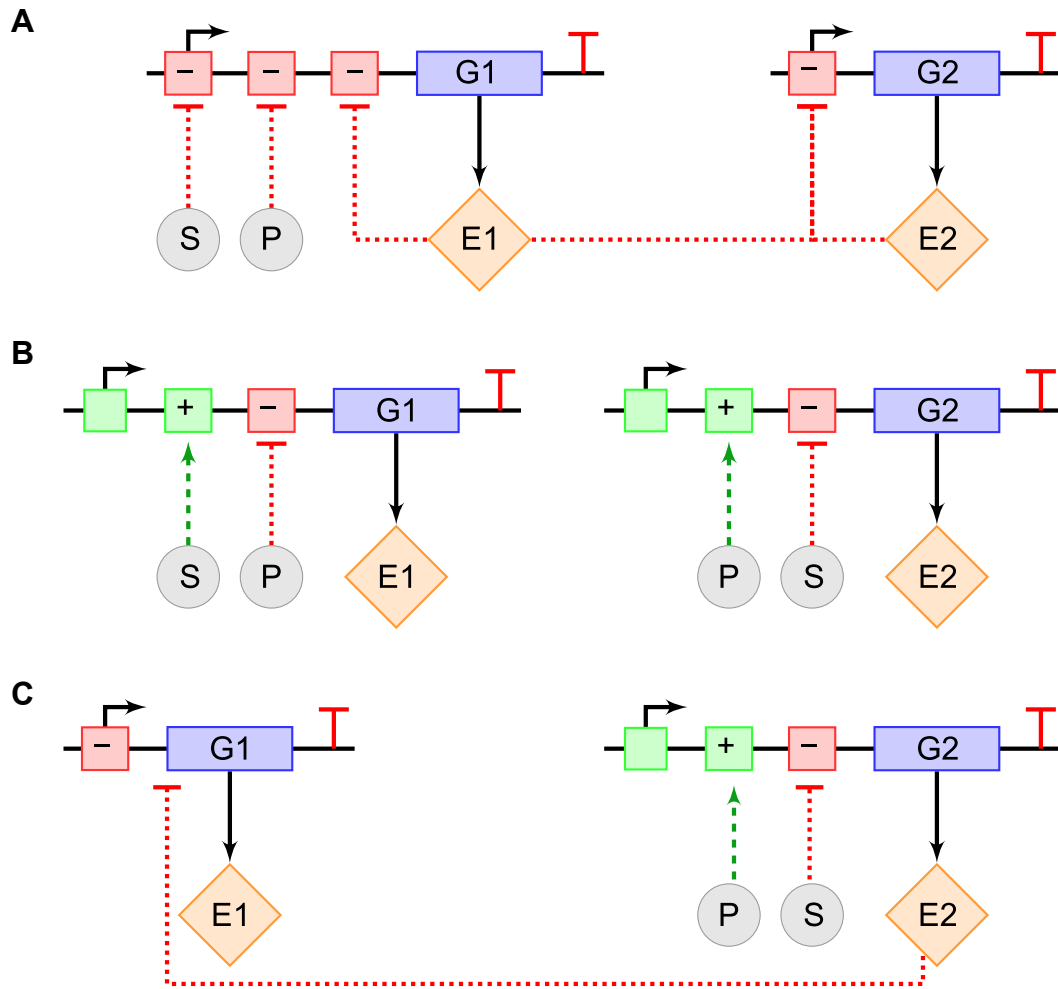 A
− − − G1 − G2
S P E1 E2
B
+ − G1 + − G2
S P E1 P S E2
C
− G1 + − G2
E1 P S E2